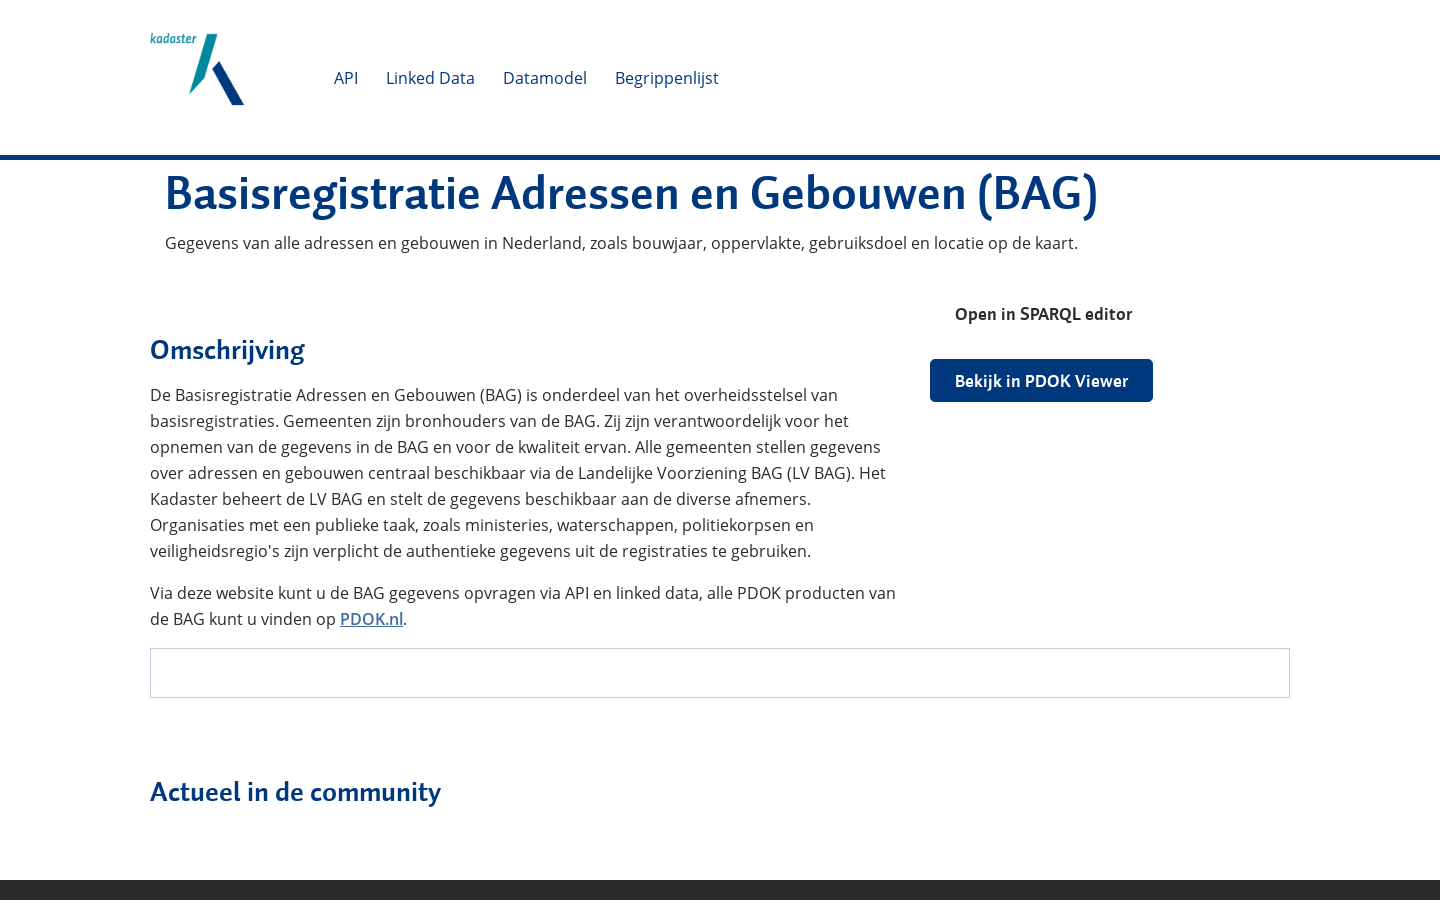 kadaster
API
Linked Data
Datamodel
Begrippenlijst
Basisregistratie Adressen en Gebouwen (BAG)
Gegevens van alle adressen en gebouwen in Nederland, zoals bouwjaar, oppervlakte, gebruiksdoel en locatie op de kaart.
Omschrijving
De Basisregistratie Adressen en Gebouwen (BAG) is onderdeel van het overheidsstelsel van
basisregistraties. Gemeenten zijn bronhouders van de BAG. Zij zijn verantwoordelijk voor het
opnemen van de gegevens in de BAG en voor de kwaliteit ervan. Alle gemeenten stellen gegevens
over adressen en gebouwen centraal beschikbaar via de Landelijke Voorziening BAG (LV BAG). Het
Kadaster beheert de LV BAG en stelt de gegevens beschikbaar aan de diverse afnemers.
Organisaties met een publieke taak, zoals ministeries, waterschappen, politiekorpsen en
veiligheidsregio's zijn verplicht de authentieke gegevens uit de registraties te gebruiken.
Via deze website kunt u de BAG gegevens opvragen via API en linked data, alle PDOK producten van
de BAG kunt u vinden op PDOK.nl.
Open in SPARQL editor
Bekijk in PDOK Viewer
Actueel in de community